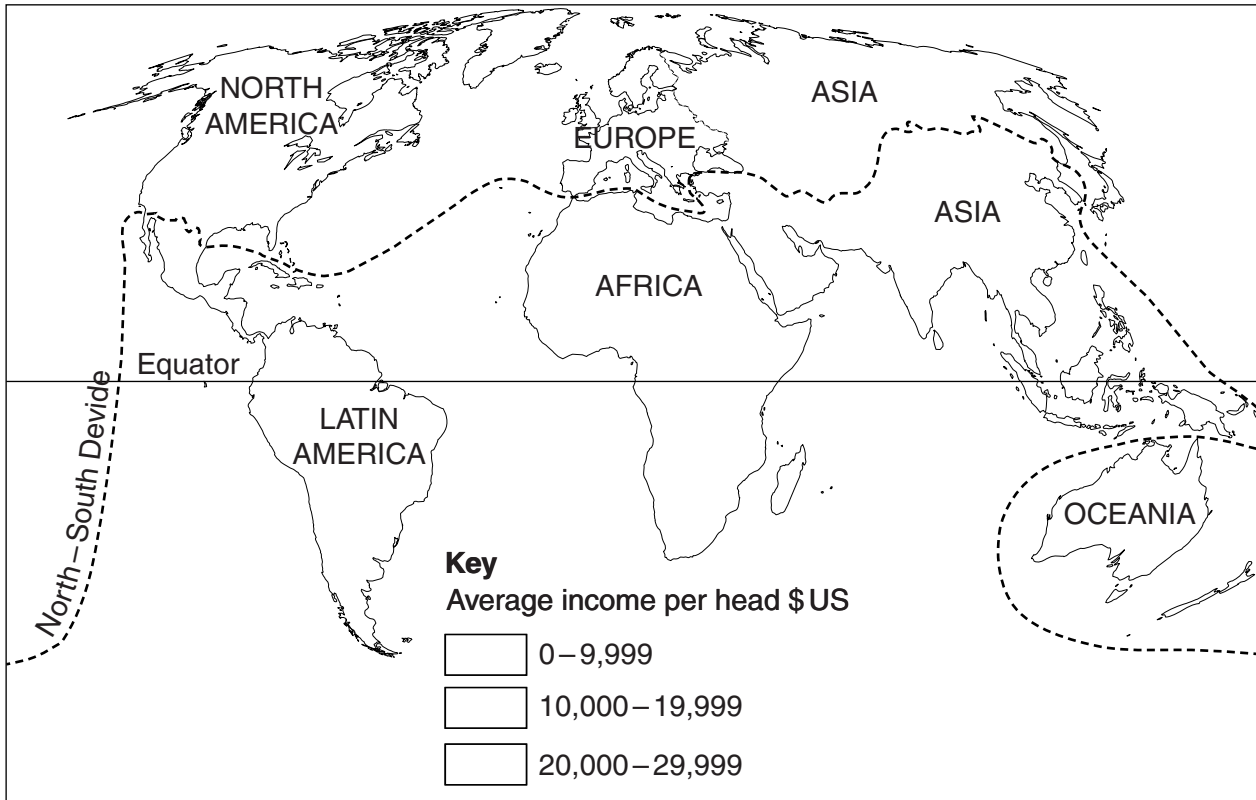 NORTH
AMERICA
ASIA
EUROPE
ASIA
AFRICA
Equator
North–South Devide
LATIN
AMERICA
OCEANIA
Key
Average income per head $ US
0–9,999
10,000–19,999
20,000–29,999